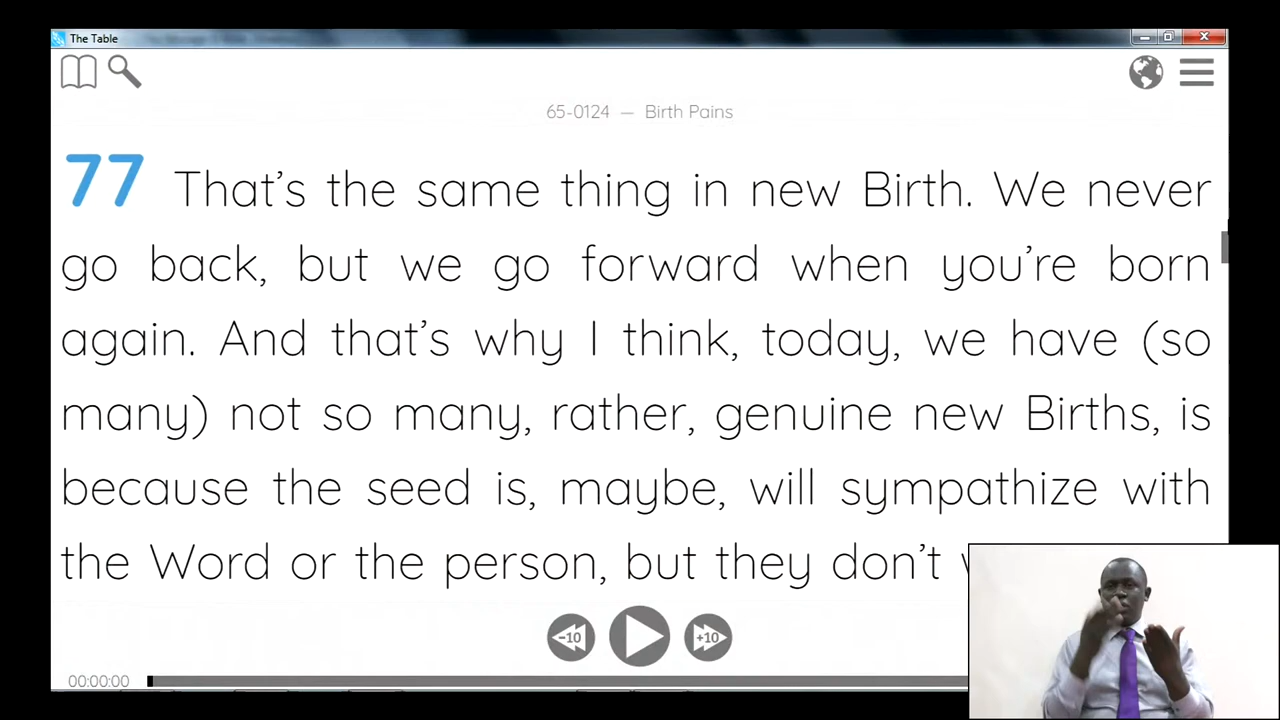 The Table
65-0124 — Birth Pains
77 That’s the same thing in new Birth. We never
go back, but we go forward when you’re born
again. And that’s why I think, today, we have (so
many) not so many, rather, genuine new Births, is
because the seed is, maybe, will sympathize with
the Word or the person, but they don’t
-10
+10
00:00:00